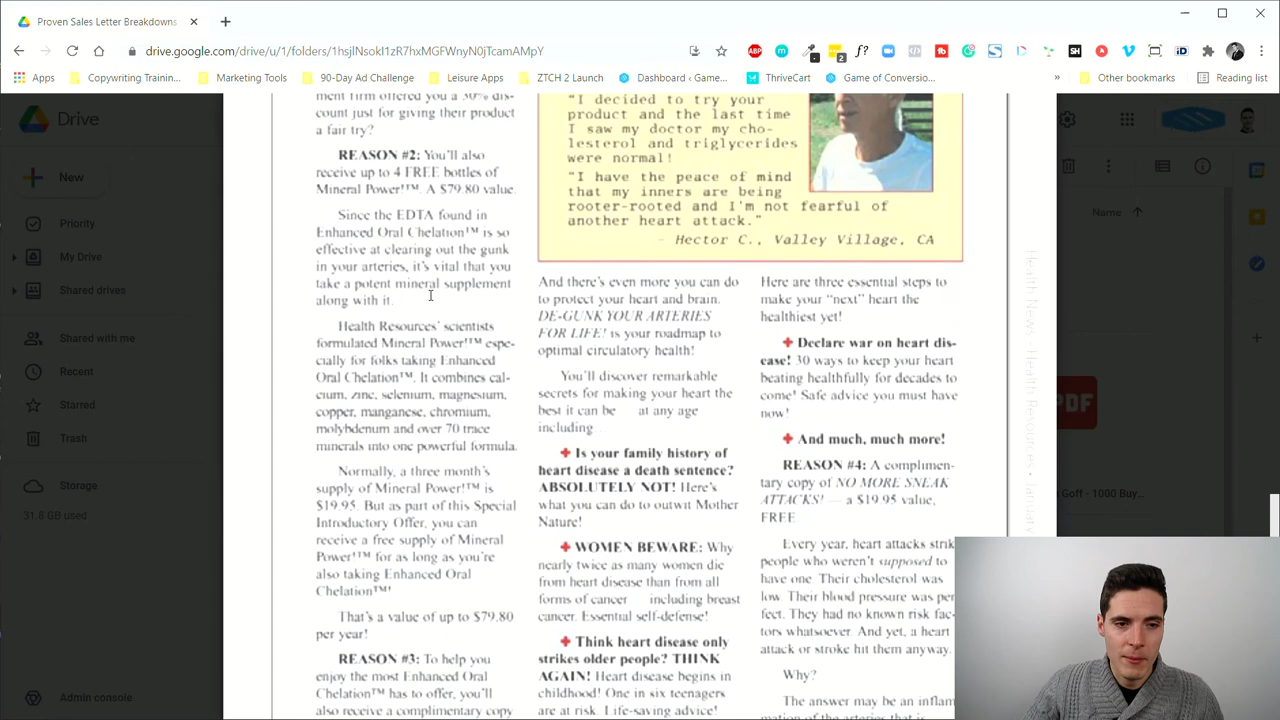 Proven Sales Letter Breakdowns
drive.google.com/drive/u/1/folders/1hsjlNsokI1zR7hxMGFWnyN0jTcamAMpY
Apps
Copywriting Trainin...
Marketing Tools
90-Day Ad Challenge
Leisure Apps
ZTCH 2 Launch
Dashboard ‹ Game...
ThriveCart
Game of Conversio...
»
Other bookmarks
Reading list
Drive
New
Priority
My Drive
Shared drives
Shared with me
Recent
Starred
Trash
Storage
31.8 GB used
Admin console
ment firm offered you a 30% dis-
count just for giving their product
a fair try?
REASON #2: You'll also
receive up to 4 FREE bottles of
Mineral Power!™. A $79.80 value.
Since the EDTA found in
Enhanced Oral Chelation™ is so
effective at clearing out the gunk
in your arteries, it's vital that you
take a potent mineral supplement
along with it.
Health Resources' scientists
formulated Mineral Power!™ espe-
cially for folks taking Enhanced
Oral Chelation™. It combines cal-
cium, zinc, selenium, magnesium,
copper, manganese, chromium,
molybdenum and over 70 trace
minerals into one powerful formula.
Normally, a three month's
supply of Mineral Power!™ is
$19.95. But as part of this Special
Introductory Offer, you can
receive a free supply of Mineral
Power!™ for as long as you're
also taking Enhanced Oral
Chelation™!
That's a value of up to $79.80
per year!
REASON #3: To help you
enjoy the most Enhanced Oral
Chelation™ has to offer, you'll
also receive a complimentary copy
"I decided to try your
product and the last time
I saw my doctor my cho-
lesterol and triglycerides
were normal!
"I have the peace of mind
that my inners are being
rooter-rooted and I'm not fearful of
another heart attack."
- Hector C., Valley Village, CA
And there's even more you can do
to protect your heart and brain.
DE-GUNK YOUR ARTERIES
FOR LIFE! is your roadmap to
optimal circulatory health!
You'll discover remarkable
secrets for making your heart the
best it can be at any age
including...
Is your family history of
heart disease a death sentence?
ABSOLUTELY NOT! Here's
what you can do to outwit Mother
Nature!
WOMEN BEWARE: Why
nearly twice as many women die
from heart disease than from all
forms of cancer including breast
cancer. Essential self-defense!
Think heart disease only
strikes older people? THINK
AGAIN! Heart disease begins in
childhood! One in six teenagers
are at risk. Life-saving advice!
Here are three essential steps to
make your "next" heart the
healthiest yet!
Declare war on heart dis-
ease! 30 ways to keep your heart
beating healthfully for decades to
come! Safe advice you must have
now!
And much, much more!
REASON #4: A complimen-
tary copy of NO MORE SNEAK
ATTACKS! — a $19.95 value,
FREE
Every year, heart attacks strik
people who weren't supposed to
have one. Their cholesterol was
low. Their blood pressure was per
fect. They had no known risk fac-
tors whatsoever. And yet, a heart
attack or stroke hit them anyway.
Why?
The answer may be an inflam
mation of the arteries that is
Health News - Health Resources • January
Name
PDF
Goff - 1000 Buy...